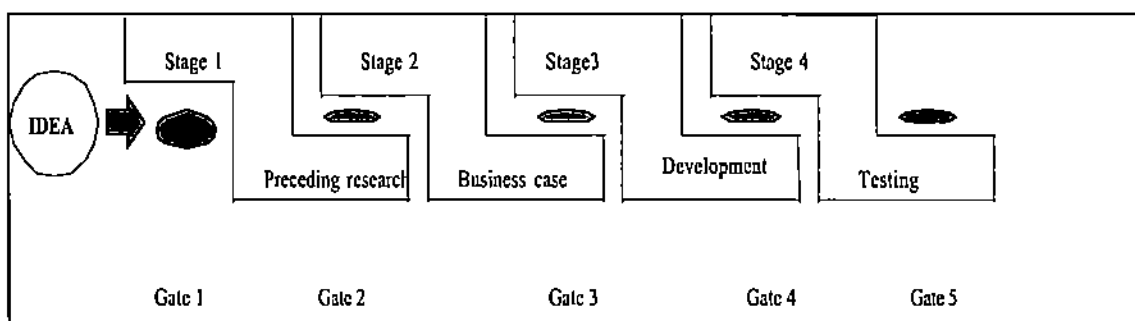 Stage 1
Stage 2
Stage3
Stage 4
IDEA
Preceding research
Business case
Development
Testing
Gate 1
Gate 2
Gate 3
Gate 4
Gate 5